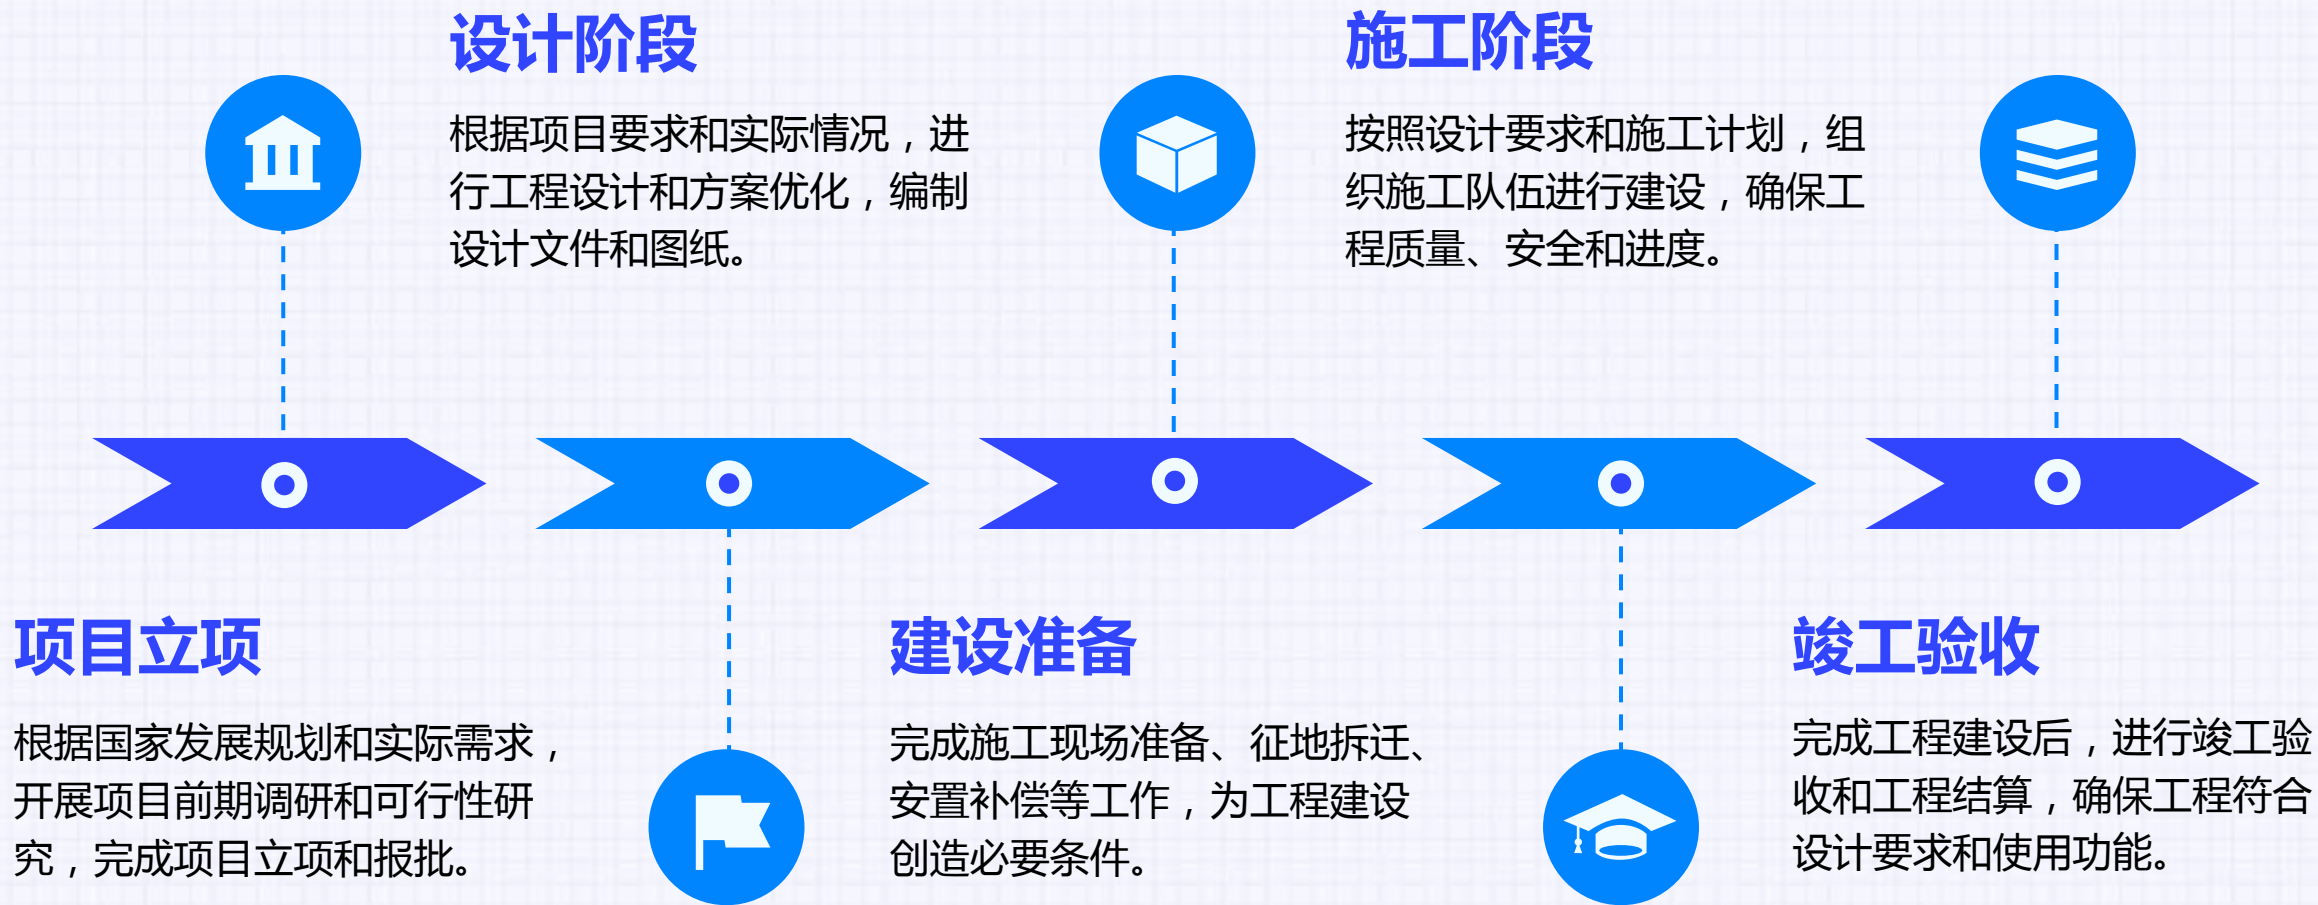 设计阶段
根据项目要求和实际情况，进
行工程设计和方案优化，编制
设计文件和图纸。
施工阶段
按照设计要求和施工计划，组
织施工队伍进行建设，确保工
程质量、安全和进度。
项目立项
根据国家发展规划和实际需求，
开展项目前期调研和可行性研
究，完成项目立项和报批。
建设准备
完成施工现场准备、征地拆迁、
安置补偿等工作，为工程建设
创造必要条件。
竣工验收
完成工程建设后，进行竣工验
收和工程结算，确保工程符合
设计要求和使用功能。